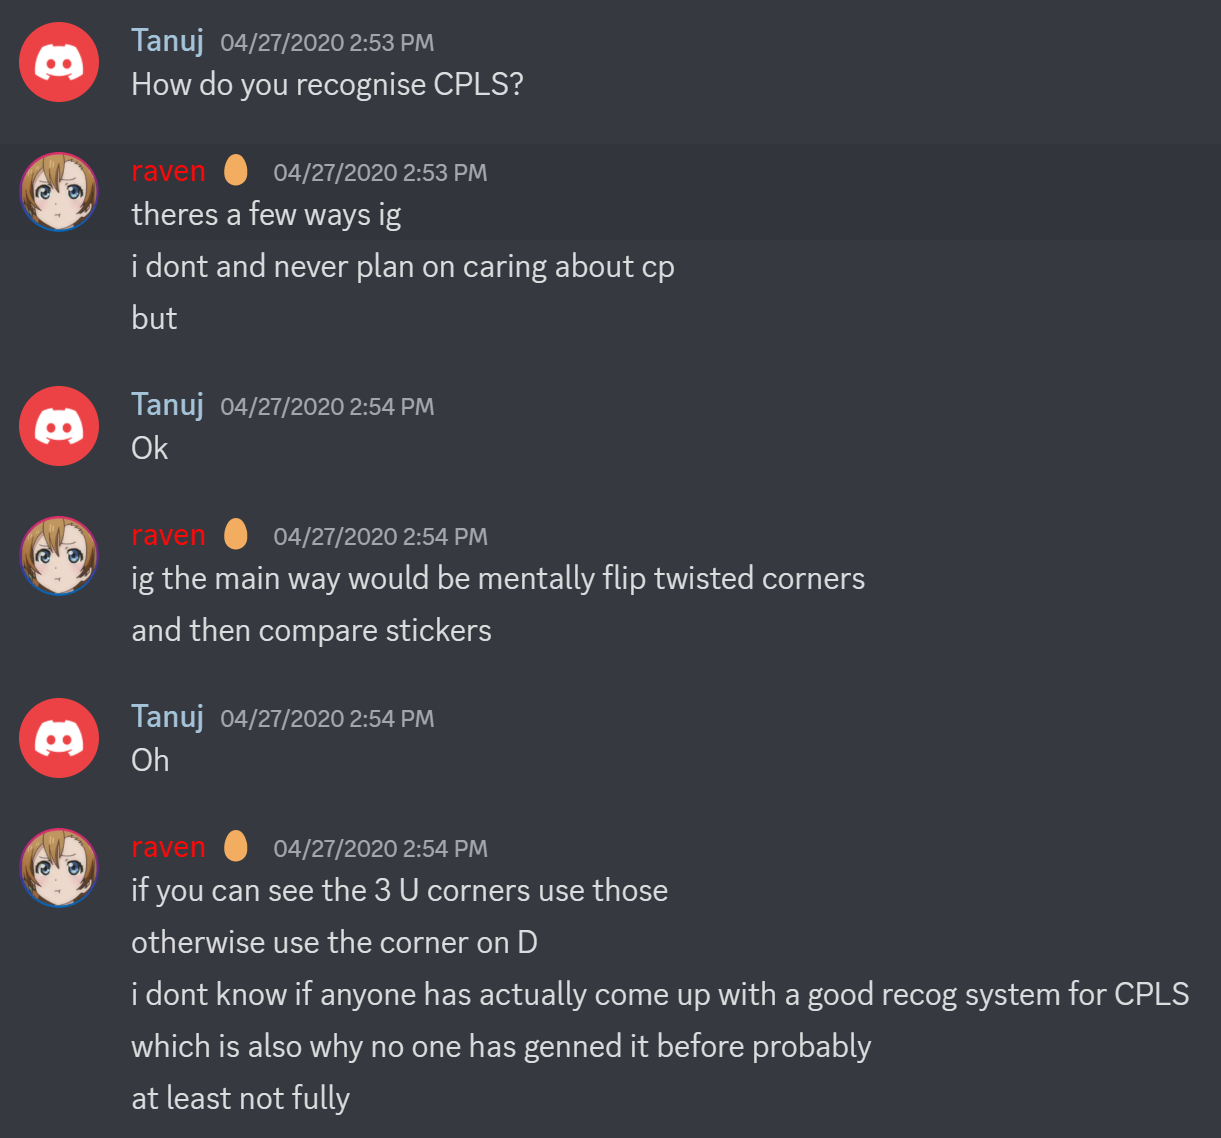 Tanuj 04/27/2020 2:53 PM
How do you recognise CPLS?
raven 04/27/2020 2:53 PM
theres a few ways ig
i dont and never plan on caring about cp
but
Tanuj 04/27/2020 2:54 PM
Ok
raven 04/27/2020 2:54 PM
ig the main way would be mentally flip twisted corners
and then compare stickers
Tanuj 04/27/2020 2:54 PM
Oh
raven 04/27/2020 2:54 PM
if you can see the 3 U corners use those
otherwise use the corner on D
i dont know if anyone has actually come up with a good recog system for CPLS
which is also why no one has genned it before probably
at least not fully